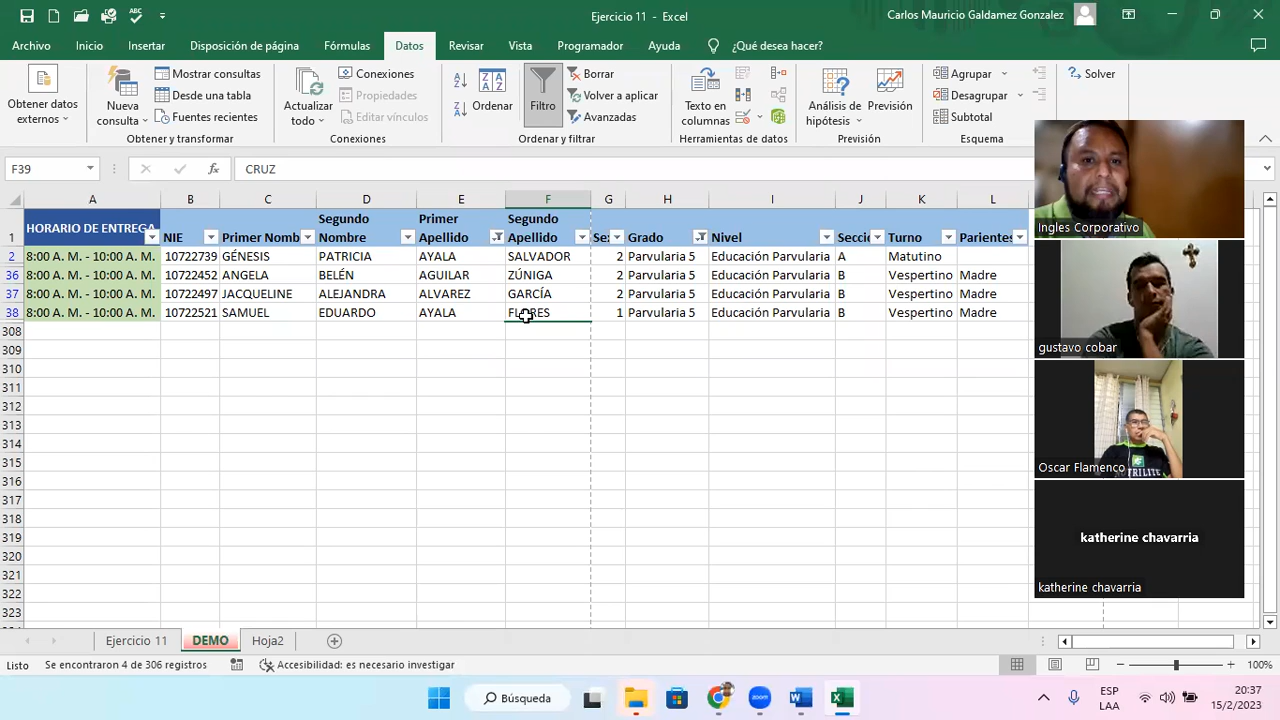 Ejercicio 11 - Excel
Carlos Mauricio Galdamez Gonzalez
Archivo Inicio Insertar Disposición de página Fórmulas Datos Revisar Vista Programador Ayuda ¿Qué desea hacer?
Obtener datos externos
Nueva consulta
Mostrar consultas
Desde una tabla
Fuentes recientes
Obtener y transformar
Actualizar todo
Conexiones
Propiedades
Editar vínculos
Conexiones
Ordenar
Filtro
Borrar
Volver a aplicar
Avanzadas
Ordenar y filtrar
Texto en columnas
Herramientas de datos
Análisis de hipótesis
Previsión
Previsión
Agrupar
Desagrupar
Subtotal
Esquema
Solver
F39 fx CRUZ
A B C D E F G H I J K L
1 HORARIO DE ENTREGA NIE Primer Nomb Segundo Nombre Primer Apellido Segundo Apellido Sex Grado Nivel Secció Turno Parientes
2 8:00 A. M. - 10:00 A. M. 10722739 GÉNESIS PATRICIA AYALA SALVADOR 2 Parvularia 5 Educación Parvularia A Matutino
36 8:00 A. M. - 10:00 A. M. 10722452 ANGELA BELÉN AGUILAR ZÚNIGA 2 Parvularia 5 Educación Parvularia B Vespertino Madre
37 8:00 A. M. - 10:00 A. M. 10722497 JACQUELINE ALEJANDRA ALVAREZ GARCÍA 2 Parvularia 5 Educación Parvularia B Vespertino Madre
38 8:00 A. M. - 10:00 A. M. 10722521 SAMUEL EDUARDO AYALA FLORES 1 Parvularia 5 Educación Parvularia B Vespertino Madre
308
309
310
311
312
313
314
315
316
317
318
319
320
321
322
323
Ingles Corporativo
gustavo cobar
Oscar Flamenco
katherine chavarria
katherine chavarria
Ejercicio 11 DEMO Hoja2
Listo Se encontraron 4 de 306 registros Accesibilidad: es necesario investigar 100%
Búsqueda
ESP
LAA
20:37
15/2/2023